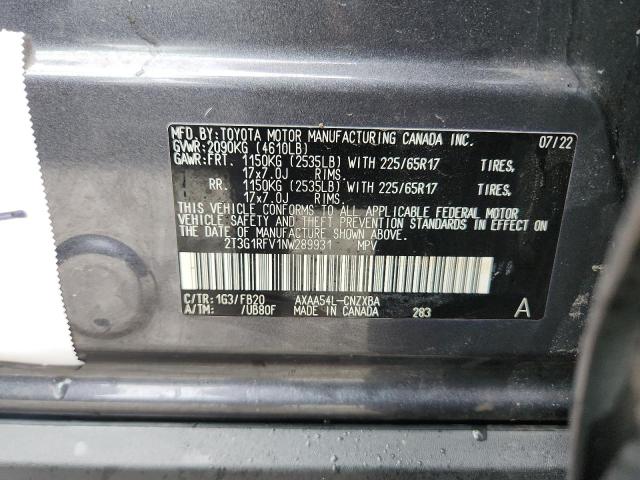 MFD.BY:TOYOTA MOTOR MANUFACTURING CANADA INC. 07/22
GVWR:2090KG (4610LB)
GAWR:FRT. 1150KG (2535LB) WITH 225/65R17 TIRES,
17x7.0J RIMS.
RR. 1150KG (2535LB) WITH 225/65R17 TIRES,
17x7.0J RIMS.
THIS VEHICLE CONFORMS TO ALL APPLICABLE FEDERAL MOTOR
VEHICLE SAFETY AND THEFT PREVENTION STANDARDS IN EFFECT ON
THE DATE OF MANUFACTURE SHOWN ABOVE.
2T3G1RFV1NW289931 MPV
C/TR: 1G3/FB20 AXAA54L-CNZXBA
A/TM: /UB80F MADE IN CANADA 283 A